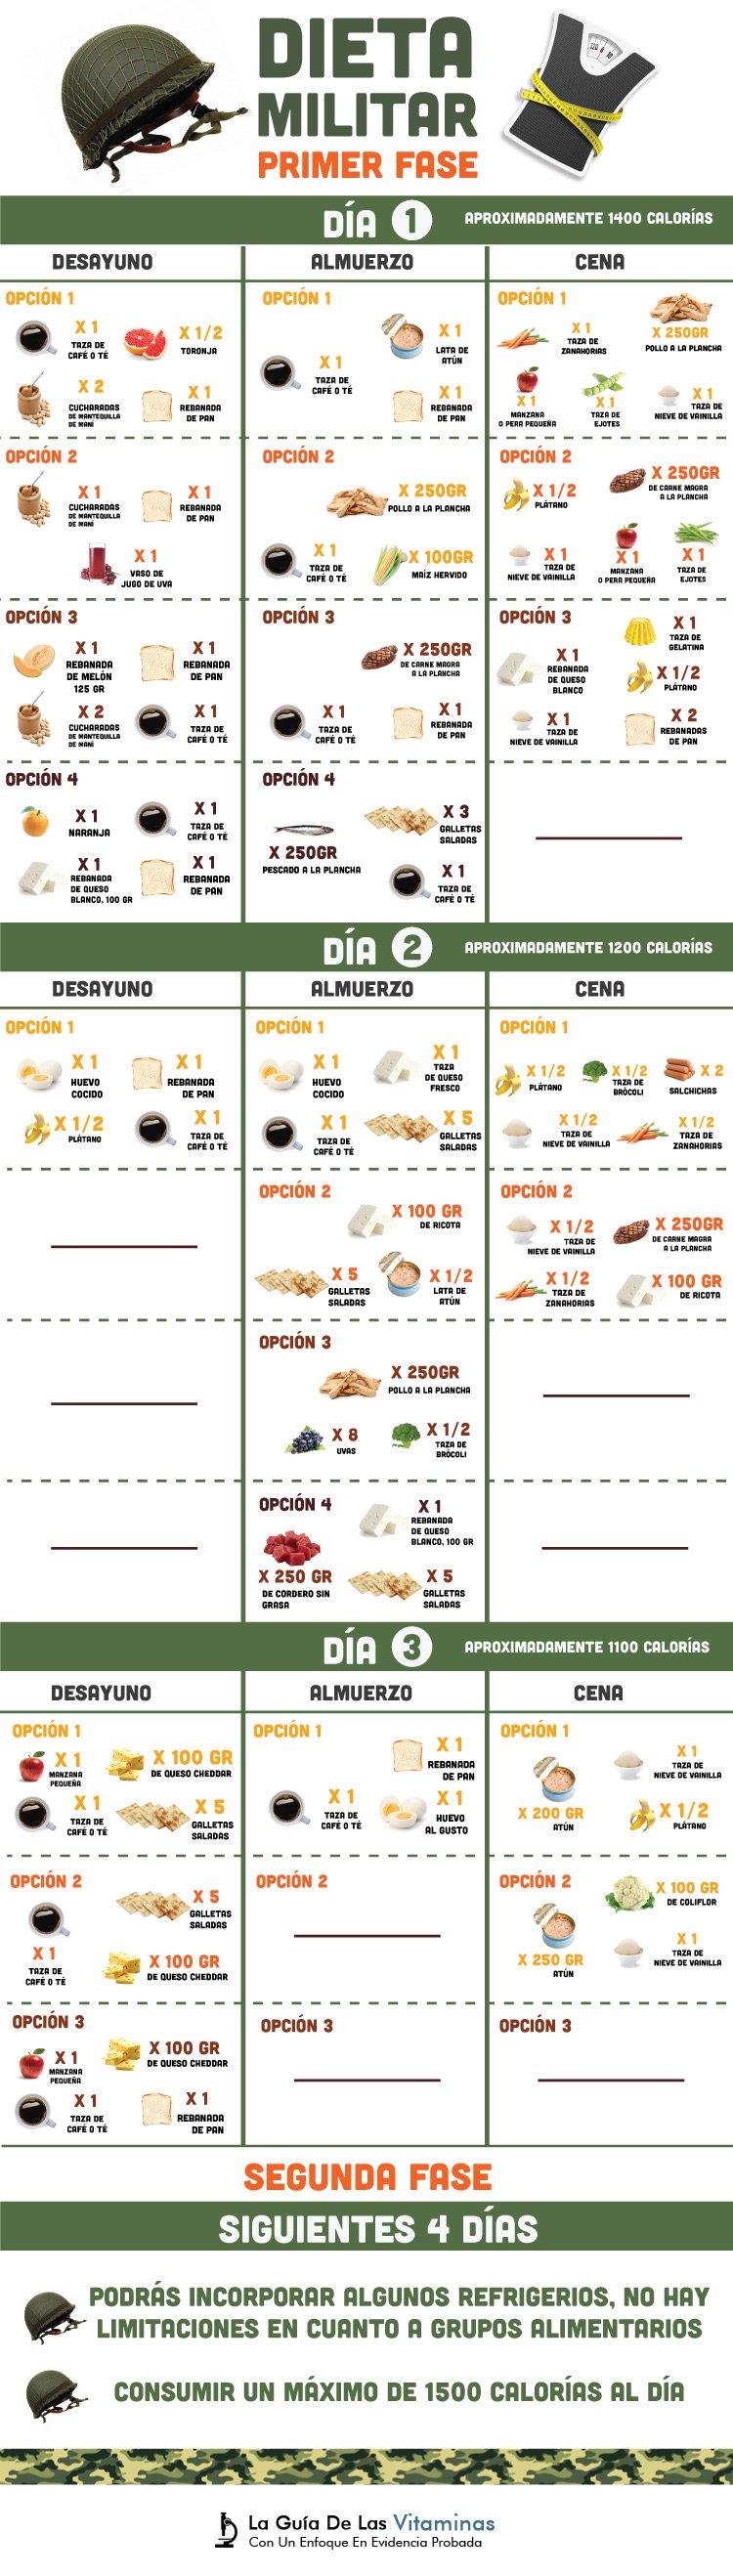 DIETA
MILITAR
PRIMER FASE
DÍA 1
APROXIMADAMENTE 1400 CALORÍAS
DESAYUNO
ALMUERZO
CENA
OPCIÓN 1
X 1
TAZA DE
CAFÉ O TÉ
X 1/2
TORONJA
X 2
CUCHARADAS
DE MANTEQUILLA
DE MANÍ
X 1
REBANADA
DE PAN
OPCIÓN 1
X 1
LATA DE
ATÚN
X 1
TAZA DE
CAFÉ O TÉ
X 1
REBANADA
DE PAN
OPCIÓN 1
X 1
TAZA DE
ZANAHORIAS
X 250GR
POLLO A LA PLANCHA
X 1
MANZANA
O PERA PEQUEÑA
X 1
TAZA DE
EJOTES
X 1
TAZA DE
NIEVE DE VAINILLA
OPCIÓN 2
X 1
CUCHARADAS
DE MANTEQUILLA
DE MANÍ
X 1
REBANADA
DE PAN
X 1
VASO DE
JUGO DE UVA
OPCIÓN 2
X 250GR
POLLO A LA PLANCHA
X 1
TAZA DE
CAFÉ O TÉ
X 100GR
MAÍZ HERVIDO
OPCIÓN 2
X 1/2
PLÁTANO
X 250GR
DE CARNE MAGRA
A LA PLANCHA
X 1
TAZA DE
NIEVE DE VAINILLA
X 1
MANZANA
O PERA PEQUEÑA
X 1
TAZA DE
EJOTES
OPCIÓN 3
X 1
REBANADA
DE MELÓN
125 GR
X 1
REBANADA
DE PAN
X 2
CUCHARADAS
DE MANTEQUILLA
DE MANÍ
X 1
TAZA DE
CAFÉ O TÉ
OPCIÓN 3
X 250GR
DE CARNE MAGRA
A LA PLANCHA
X 1
TAZA DE
CAFÉ O TÉ
X 1
REBANADA
DE PAN
OPCIÓN 3
X 1
TAZA DE
GELATINA
X 1
REBANADA
DE QUESO
BLANCO
X 1/2
PLÁTANO
X 1
TAZA DE
NIEVE DE VAINILLA
X 2
REBANADAS
DE PAN
OPCIÓN 4
X 1
NARANJA
X 1
TAZA DE
CAFÉ O TÉ
X 1
REBANADA
DE QUESO
BLANCO, 100 GR
X 1
REBANADA
DE PAN
OPCIÓN 4
X 250GR
PESCADO A LA PLANCHA
X 3
GALLETAS
SALADAS
X 1
TAZA DE
CAFÉ O TÉ
DÍA 2
APROXIMADAMENTE 1200 CALORÍAS
DESAYUNO
ALMUERZO
CENA
OPCIÓN 1
X 1
HUEVO
COCIDO
X 1
REBANADA
DE PAN
X 1/2
PLÁTANO
X 1
TAZA DE
CAFÉ O TÉ
OPCIÓN 1
X 1
HUEVO
COCIDO
X 1
TAZA
DE QUESO
FRESCO
X 1
TAZA DE
CAFÉ O TÉ
X 5
GALLETAS
SALADAS
OPCIÓN 1
X 1/2
PLÁTANO
X 1/2
TAZA DE
BRÓCOLI
X 2
SALCHICHAS
X 1/2
TAZA DE
NIEVE DE VAINILLA
X 1/2
TAZA DE
ZANAHORIAS
OPCIÓN 2
X 100 GR
DE RICOTA
X 5
GALLETAS
SALADAS
X 1/2
LATA DE
ATÚN
OPCIÓN 2
X 1/2
TAZA DE
NIEVE DE VAINILLA
X 250GR
DE CARNE MAGRA
A LA PLANCHA
X 1/2
TAZA DE
ZANAHORIAS
X 100 GR
DE RICOTA
OPCIÓN 3
X 250GR
POLLO A LA PLANCHA
X 8
UVAS
X 1/2
TAZA DE
BRÓCOLI
OPCIÓN 4
X 1
REBANADA
DE QUESO
BLANCO, 100 GR
X 250 GR
DE CORDERO SIN
GRASA
X 5
GALLETAS
SALADAS
DÍA 3
APROXIMADAMENTE 1100 CALORÍAS
DESAYUNO
ALMUERZO
CENA
OPCIÓN 1
X 1
MANZANA
PEQUEÑA
X 100 GR
DE QUESO CHEDDAR
X 1
TAZA DE
CAFÉ O TÉ
X 5
GALLETAS
SALADAS
OPCIÓN 1
X 1
REBANADA
DE PAN
X 1
TAZA DE
CAFÉ O TÉ
X 1
HUEVO
AL GUSTO
OPCIÓN 1
X 200 GR
ATÚN
X 1
TAZA DE
NIEVE DE VAINILLA
X 1/2
PLÁTANO
OPCIÓN 2
X 1
TAZA DE
CAFÉ O TÉ
X 5
GALLETAS
SALADAS
X 100 GR
DE QUESO CHEDDAR
OPCIÓN 2
OPCIÓN 2
X 250 GR
ATÚN
X 100 GR
DE COLIFLOR
X 1
TAZA DE
NIEVE DE VAINILLA
OPCIÓN 3
X 1
MANZANA
PEQUEÑA
X 100 GR
DE QUESO CHEDDAR
X 1
TAZA DE
CAFÉ O TÉ
X 1
REBANADA
DE PAN
OPCIÓN 3
OPCIÓN 3
SEGUNDA FASE
SIGUIENTES 4 DÍAS
PODRÁS INCORPORAR ALGUNOS REFRIGERIOS, NO HAY
LIMITACIONES EN CUANTO A GRUPOS ALIMENTARIOS
CONSUMIR UN MÁXIMO DE 1500 CALORÍAS AL DÍA
La Guía De Las Vitaminas
Con Un Enfoque En Evidencia Probada